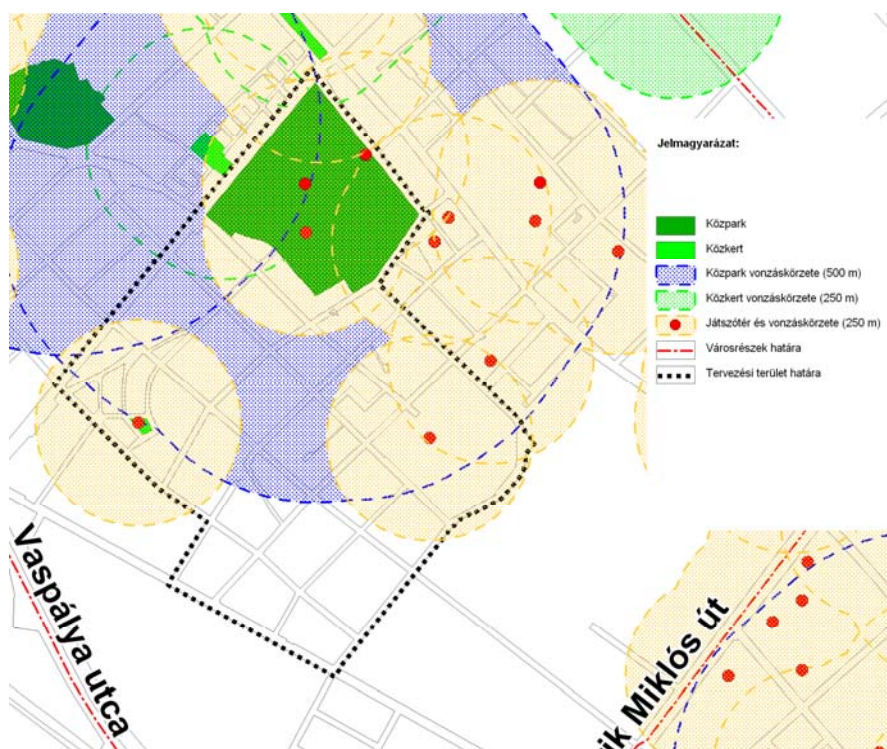 Jelmagyarázat:
Közpark
Közkert
Közpark vonzáskörzete (500 m)
Közkert vonzáskörzete (250 m)
Játszótér és vonzáskörzete (250 m)
Városrészek határa
Tervezési terület határa
Vaspálya utca
ik Miklós út